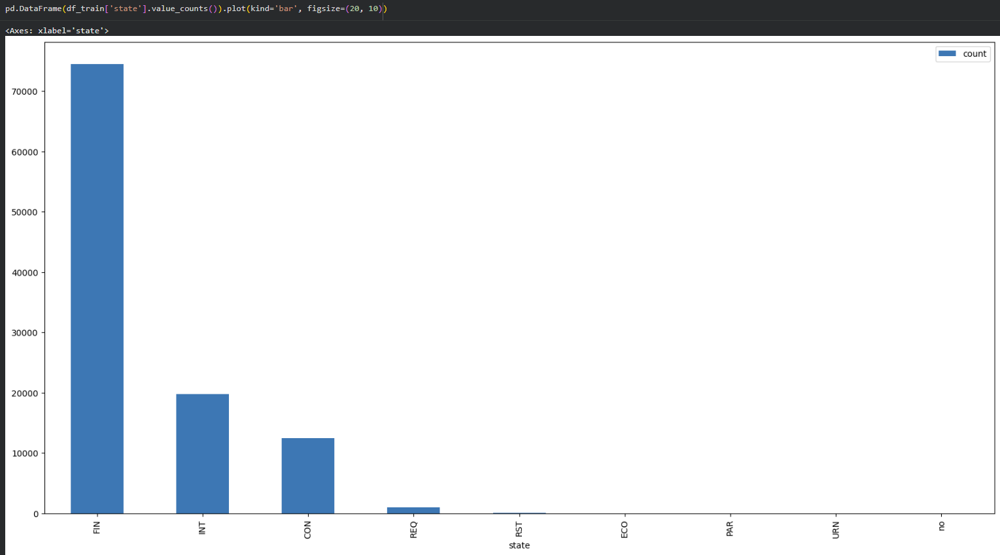 pd.DataFrame(df_train['state'].value_counts()).plot(kind='bar', figsize=(20, 10))
<Axes: xlabel='state'>
count
70000
60000
50000
40000
30000
20000
10000
0
FIN INT CON REQ RST ECO PAR URN no
state